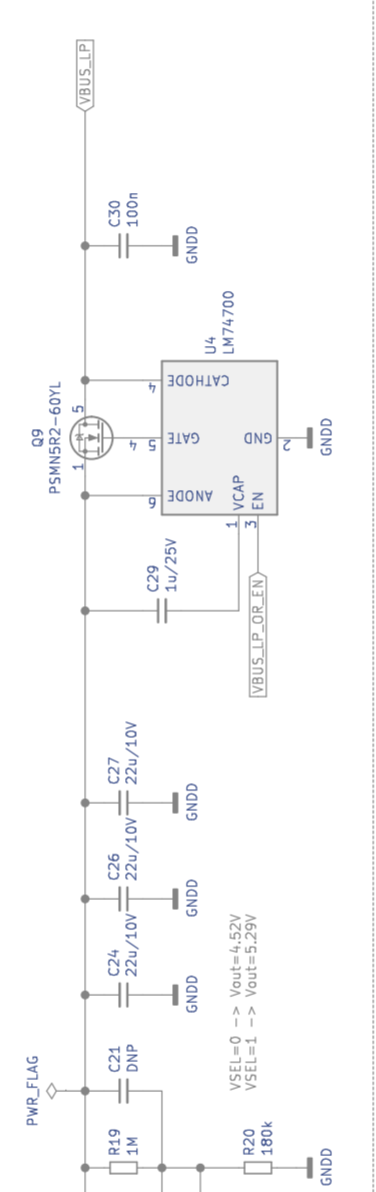 VBUS_LP
C30
100n
GNDD
U4
LM74700
Q9
PSMN5R2-60YL
5
1
4
4
CATHODE
5
GATE
6
ANODE
GND
2
GNDD
VCAP
1
EN
3
C29
1u/25V
VBUS_LP_OR_EN
C27
22u/10V
GNDD
C26
22u/10V
GNDD
C24
22u/10V
GNDD
VSEL=0 --> Vout=4.52V
VSEL=1 --> Vout=5.29V
PWR_FLAG
C21
DNP
R19
1M
R20
180k
GNDD